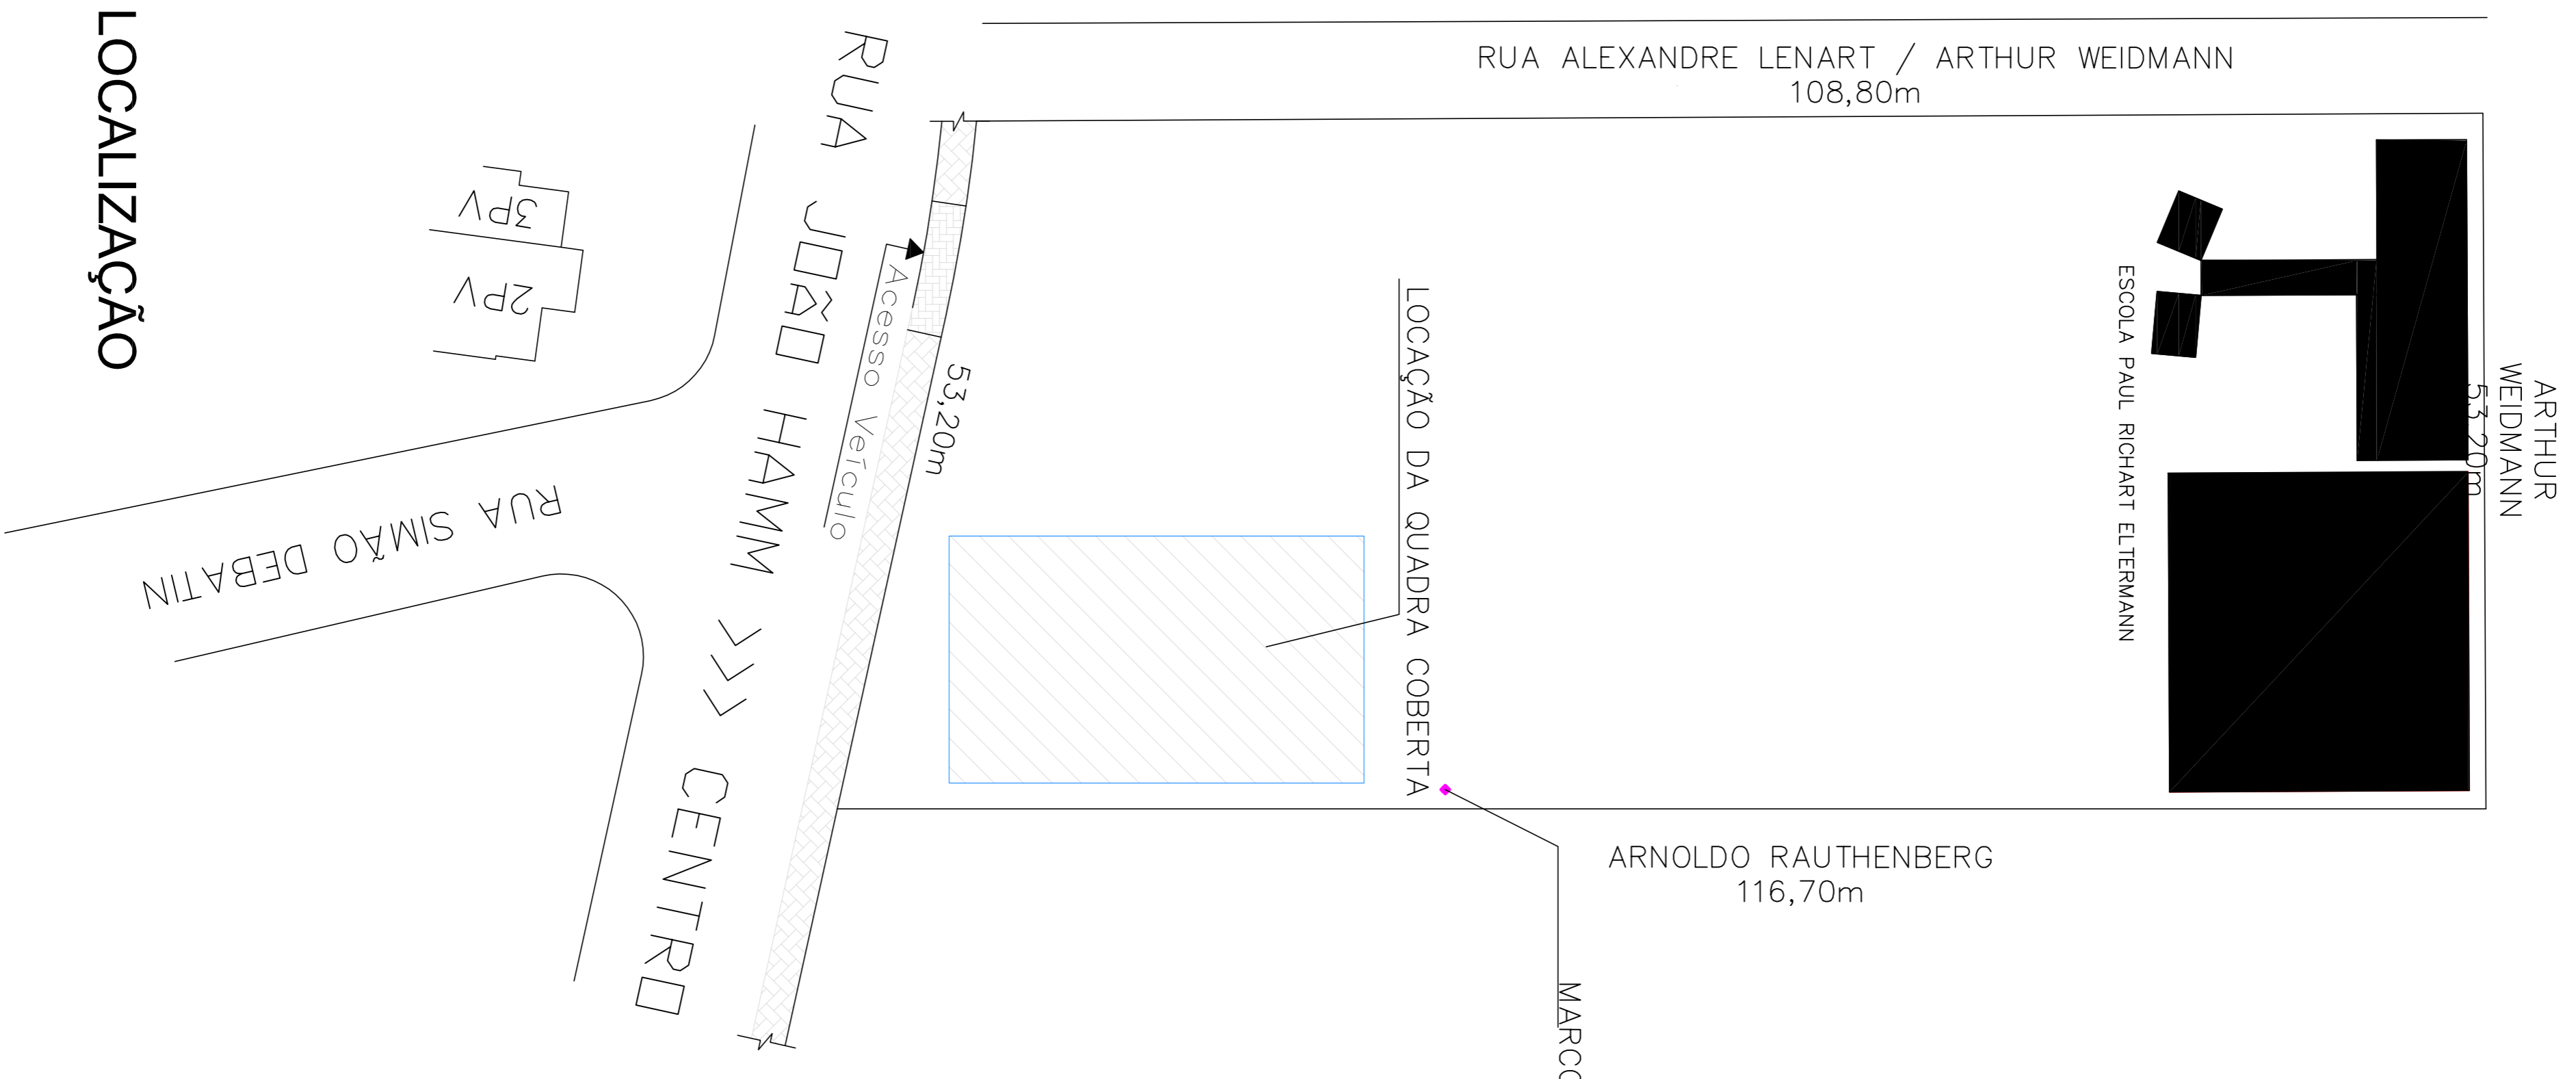 LOCALIZAÇÃO
RUA ALEXANDRE LENART / ARTHUR WEIDMANN
108,80m
RUA JOÃO HAMM >>> CENTRO
Acesso Veículo
53,20m
3PV
2PV
RUA SIMÃO DEBATIN
LOCAÇÃO DA QUADRA COBERTA
ESCOLA PAUL RICHART ELTERMANN
ARTHUR
WEIDMANN
53,20m
ARNOLDO RAUTHENBERG
116,70m